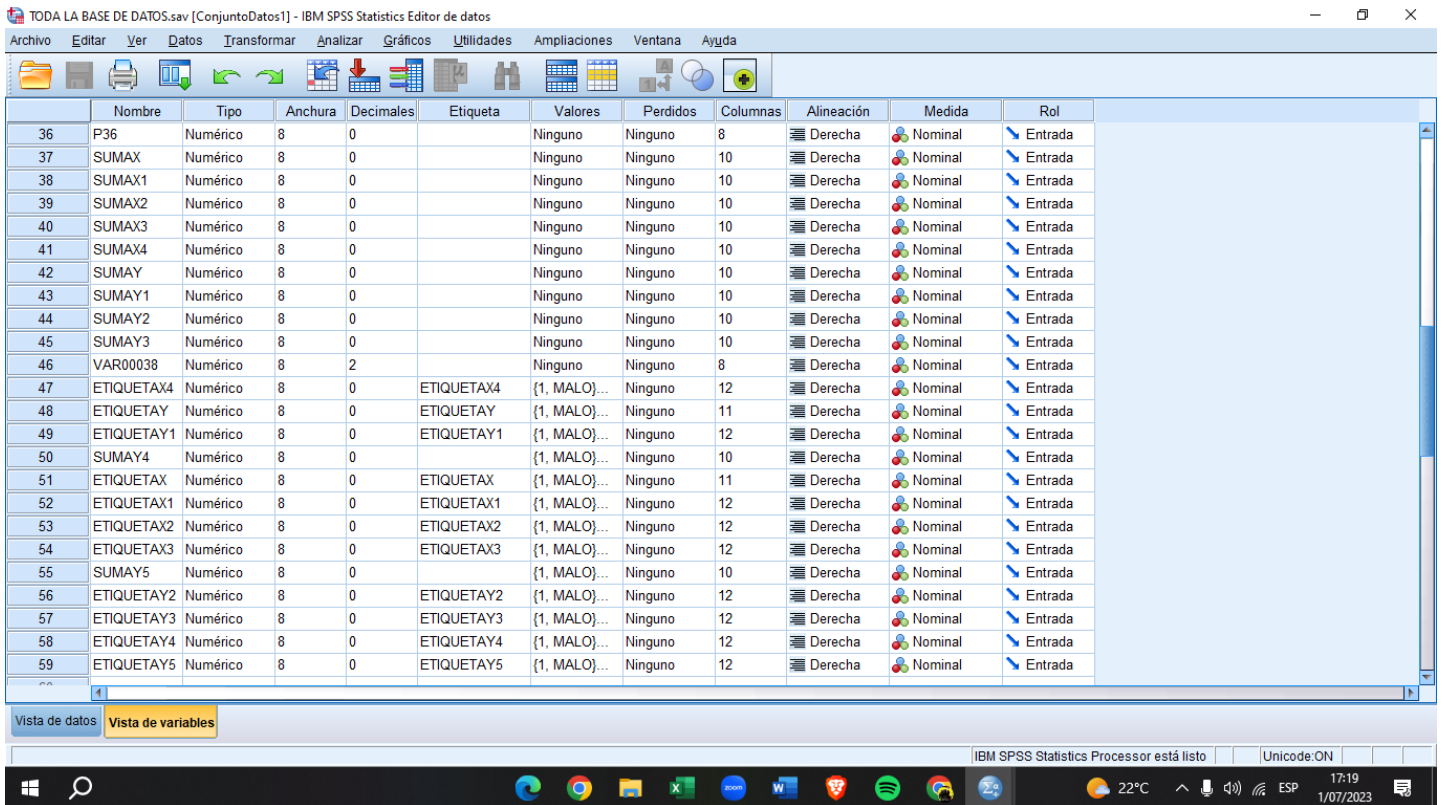 TODA LA BASE DE DATOS.sav [ConjuntoDatos1] - IBM SPSS Statistics Editor de datos
Archivo Editar Ver Datos Transformar Analizar Gráficos Utilidades Ampliaciones Ventana Ayuda
Nombre Tipo Anchura Decimales Etiqueta Valores Perdidos Columnas Alineación Medida Rol
36 P36 Numérico 8 0 Ninguno Ninguno 8 Derecha Nominal Entrada
37 SUMAX Numérico 8 0 Ninguno Ninguno 10 Derecha Nominal Entrada
38 SUMAX1 Numérico 8 0 Ninguno Ninguno 10 Derecha Nominal Entrada
39 SUMAX2 Numérico 8 0 Ninguno Ninguno 10 Derecha Nominal Entrada
40 SUMAX3 Numérico 8 0 Ninguno Ninguno 10 Derecha Nominal Entrada
41 SUMAX4 Numérico 8 0 Ninguno Ninguno 10 Derecha Nominal Entrada
42 SUMAY Numérico 8 0 Ninguno Ninguno 10 Derecha Nominal Entrada
43 SUMAY1 Numérico 8 0 Ninguno Ninguno 10 Derecha Nominal Entrada
44 SUMAY2 Numérico 8 0 Ninguno Ninguno 10 Derecha Nominal Entrada
45 SUMAY3 Numérico 8 0 Ninguno Ninguno 10 Derecha Nominal Entrada
46 VAR00038 Numérico 8 2 Ninguno Ninguno 8 Derecha Nominal Entrada
47 ETIQUETAX4 Numérico 8 0 ETIQUETAX4 {1, MALO}... Ninguno 12 Derecha Nominal Entrada
48 ETIQUETAY Numérico 8 0 ETIQUETAY {1, MALO}... Ninguno 11 Derecha Nominal Entrada
49 ETIQUETAY1 Numérico 8 0 ETIQUETAY1 {1, MALO}... Ninguno 12 Derecha Nominal Entrada
50 SUMAY4 Numérico 8 0 {1, MALO}... Ninguno 10 Derecha Nominal Entrada
51 ETIQUETAX Numérico 8 0 ETIQUETAX {1, MALO}... Ninguno 11 Derecha Nominal Entrada
52 ETIQUETAX1 Numérico 8 0 ETIQUETAX1 {1, MALO}... Ninguno 12 Derecha Nominal Entrada
53 ETIQUETAX2 Numérico 8 0 ETIQUETAX2 {1, MALO}... Ninguno 12 Derecha Nominal Entrada
54 ETIQUETAX3 Numérico 8 0 ETIQUETAX3 {1, MALO}... Ninguno 12 Derecha Nominal Entrada
55 SUMAY5 Numérico 8 0 {1, MALO}... Ninguno 10 Derecha Nominal Entrada
56 ETIQUETAY2 Numérico 8 0 ETIQUETAY2 {1, MALO}... Ninguno 12 Derecha Nominal Entrada
57 ETIQUETAY3 Numérico 8 0 ETIQUETAY3 {1, MALO}... Ninguno 12 Derecha Nominal Entrada
58 ETIQUETAY4 Numérico 8 0 ETIQUETAY4 {1, MALO}... Ninguno 12 Derecha Nominal Entrada
59 ETIQUETAY5 Numérico 8 0 ETIQUETAY5 {1, MALO}... Ninguno 12 Derecha Nominal Entrada
Vista de datos Vista de variables
IBM SPSS Statistics Processor está listo Unicode:ON
zoom 22°C ESP 17:19
1/07/2023